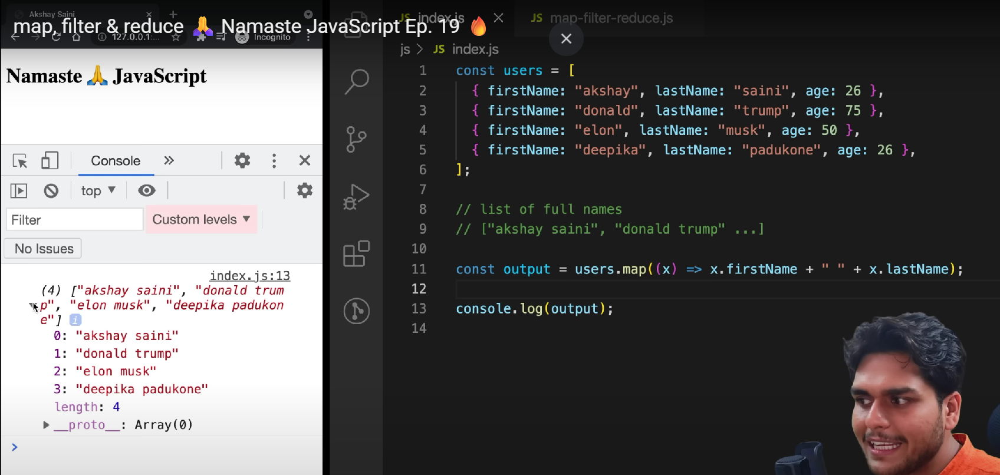 Akshay Saini
map, filter & reduce 🙏 Namaste JavaScript Ep. 19 🔥
127.0.0.1:...
Incognito
Namaste 🙏 JavaScript
Console
top
Filter
Custom levels
No Issues
index.js:13
(4) ["akshay saini", "donald trum
p", "elon musk", "deepika padukon
e"] i
0: "akshay saini"
1: "donald trump"
2: "elon musk"
3: "deepika padukone"
length: 4
__proto__: Array(0)
>
JS index.js
JS map-filter-reduce.js
js > JS index.js
1 const users = [
2 { firstName: "akshay", lastName: "saini", age: 26 },
3 { firstName: "donald", lastName: "trump", age: 75 },
4 { firstName: "elon", lastName: "musk", age: 50 },
5 { firstName: "deepika", lastName: "padukone", age: 26 },
6 ];
7
8 // list of full names
9 // ["akshay saini", "donald trump" ...]
10
11 const output = users.map((x) => x.firstName + " " + x.lastName);
12
13 console.log(output);
14